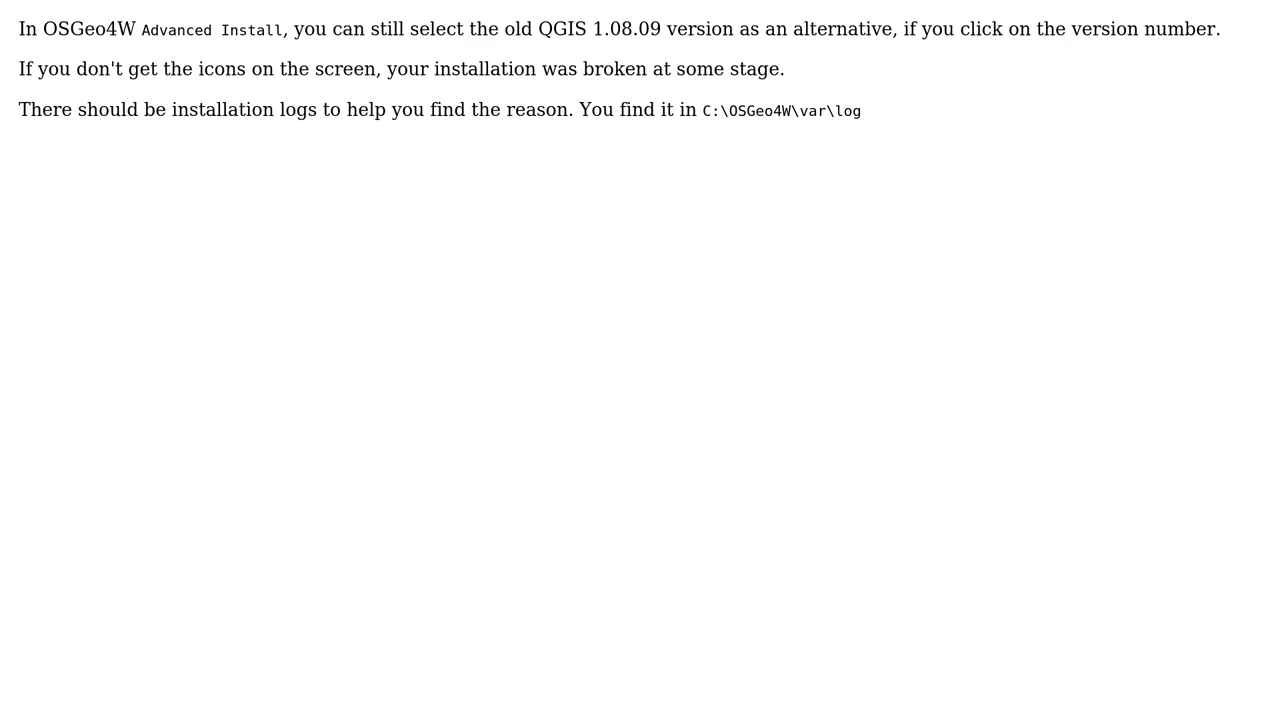 In OSGeo4W Advanced Install, you can still select the old QGIS 1.08.09 version as an alternative, if you click on the version number.
If you don't get the icons on the screen, your installation was broken at some stage.
There should be installation logs to help you find the reason. You find it in C:\OSGeo4W\var\log